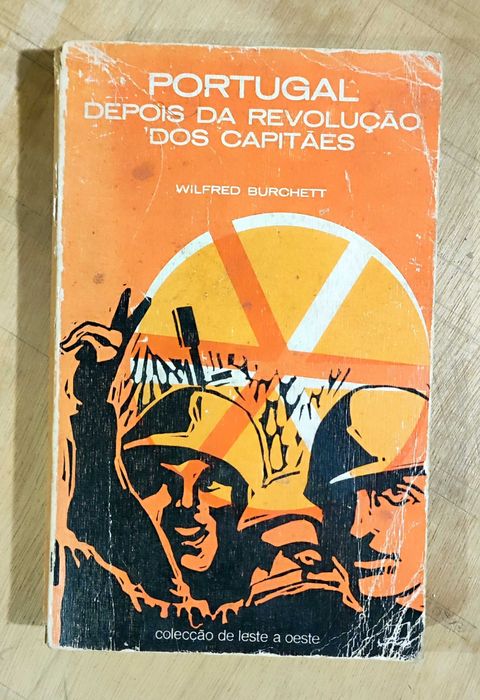 PORTUGAL
DEPOIS DA REVOLUÇÃO
DOS CAPITÃES
WILFRED BURCHETT
colecção de leste a oeste